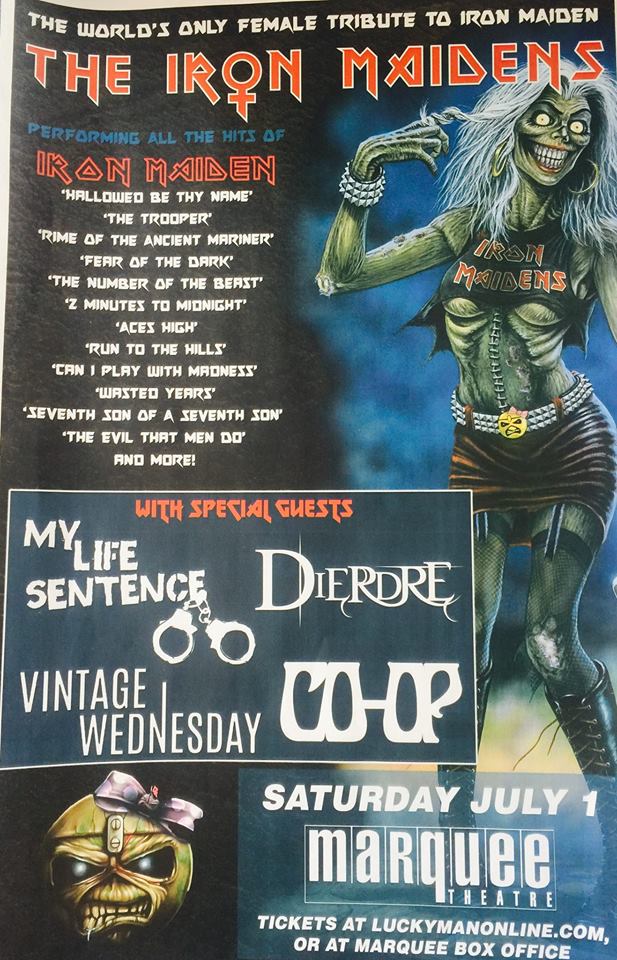 THE WORLD'S ONLY FEMALE TRIBUTE TO IRON MAIDEN
THE IRON MAIDENS
PERFORMING ALL THE HITS OF
IRON MAIDEN
'HALLOWED BE THY NAME'
'THE TROOPER'
'RIME OF THE ANCIENT MARINER'
'FEAR OF THE DARK'
'THE NUMBER OF THE BEAST'
'2 MINUTES TO MIDNIGHT'
'ACES HIGH'
'RUN TO THE HILLS'
'CAN I PLAY WITH MADNESS'
'WASTED YEARS'
'SEVENTH SON OF A SEVENTH SON'
'THE EVIL THAT MEN DO'
AND MORE!
IRON
MAIDENS
WITH SPECIAL GUESTS
MY
LIFE
SENTENCE
DIERDRE
VINTAGE
WEDNESDAY
CO-OP
SATURDAY JULY 1
marquee
THEATRE
TICKETS AT LUCKYMANONLINE.COM,
OR AT MARQUEE BOX OFFICE